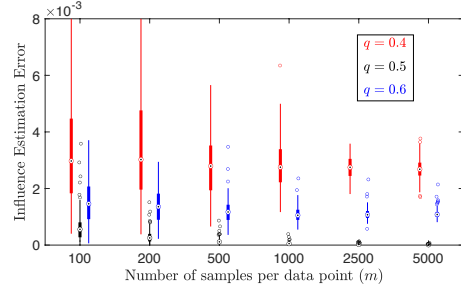 ×10⁻³
8
6
4
2
0
Influence Estimation Error
q = 0.4
q = 0.5
q = 0.6
100 200 500 1000 2500 5000
Number of samples per data point (m)